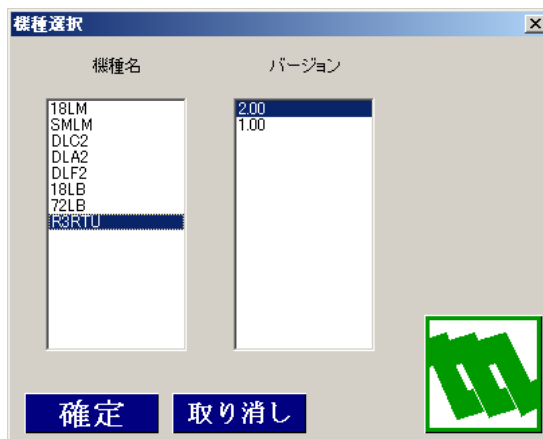 機種選択
機種名
バージョン
18LM
SMLM
DLC2
DLA2
DLF2
18LB
72LB
R3RTU
2.00
1.00
確定
取り消し